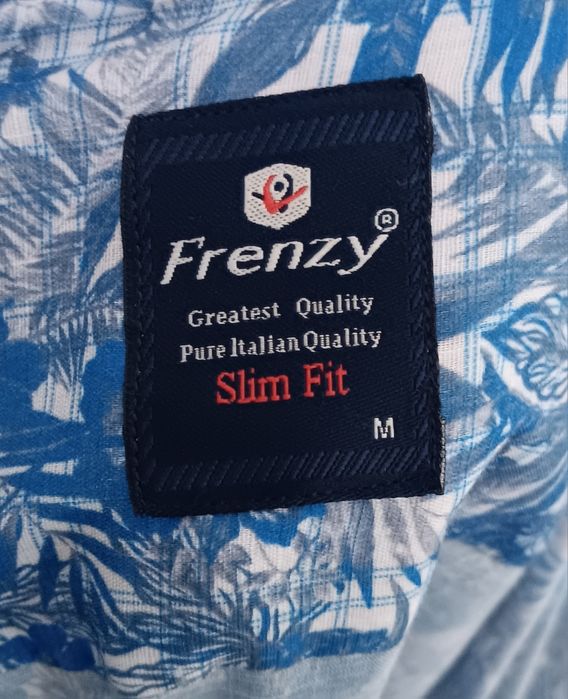 Frenzy®
Greatest Quality
Pure Italian Quality
Slim Fit
M